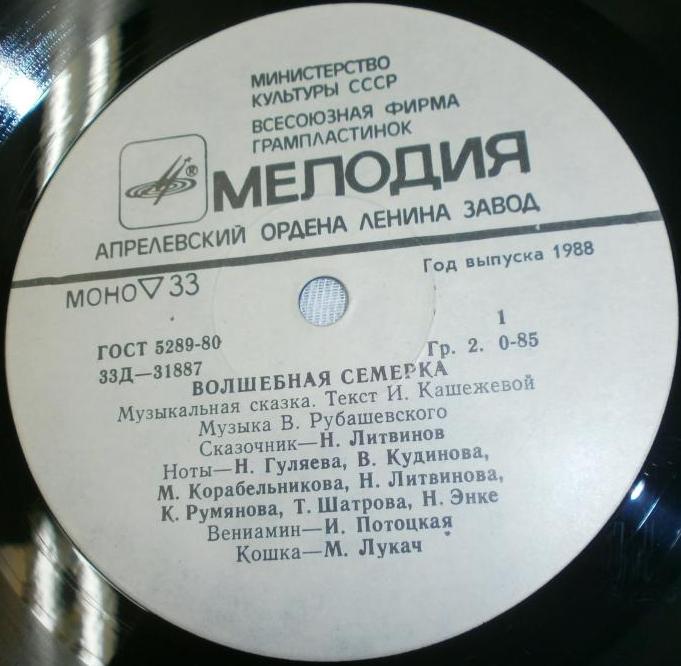 МИНИСТЕРСТВО
КУЛЬТУРЫ СССР
ВСЕСОЮЗНАЯ ФИРМА
ГРАМПЛАСТИНОК
®
МЕЛОДИЯ
АПРЕЛЕВСКИЙ ОРДЕНА ЛЕНИНА ЗАВОД
МОНО ▽ 33
Год выпуска 1988
ГОСТ 5289-80
1
33Д—31887
Гр. 2. 0-85
ВОЛШЕБНАЯ СЕМЕРКА
Музыкальная сказка. Текст И. Кашежевой
Музыка В. Рубашевского
Сказочник—Н. Литвинов
Ноты—Н. Гуляева, В. Кудинова,
М. Корабельникова, Н. Литвинова,
К. Румянова, Т. Шатрова, Н. Энке
Вениамин—И. Потоцкая
Кошка—М. Лукач